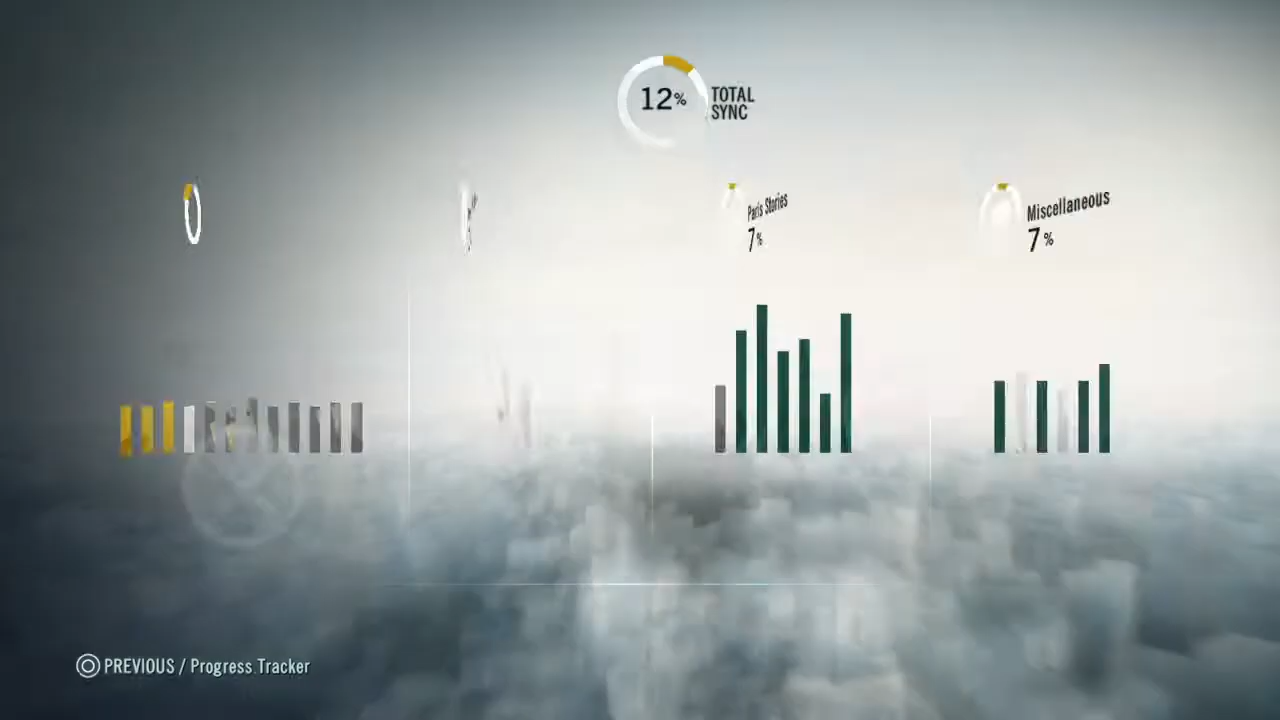 12%
TOTAL
SYNC
Paris Stories
7%
Miscellaneous
7%
PREVIOUS / Progress Tracker